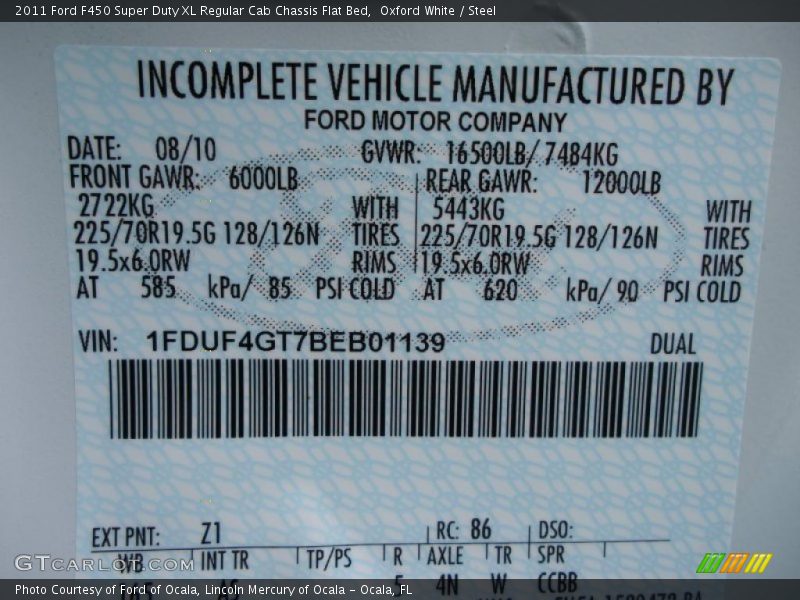 2011 Ford F450 Super Duty XL Regular Cab Chassis Flat Bed,  Oxford White / Steel
INCOMPLETE VEHICLE MANUFACTURED BY
FORD MOTOR COMPANY
DATE: 08/10 GVWR: 16500LB/ 7484KG
FRONT GAWR: 6000LB REAR GAWR: 12000LB
2722KG WITH 5443KG WITH
225/70R19.5G 128/126N TIRES 225/70R19.5G 128/126N TIRES
19.5x6.0RW RIMS 19.5x6.0RW RIMS
AT 585 kPa/ 85 PSI COLD AT 620 kPa/ 90 PSI COLD
VIN: 1FDUF4GT7BEB01139 DUAL
EXT PNT: Z1 RC: 86 DSO:
WB INT TR TP/PS R AXLE TR SPR
GTCARLOT.COM
5 4N W CCBB
Photo Courtesy of Ford of Ocala, Lincoln Mercury of Ocala - Ocala, FL